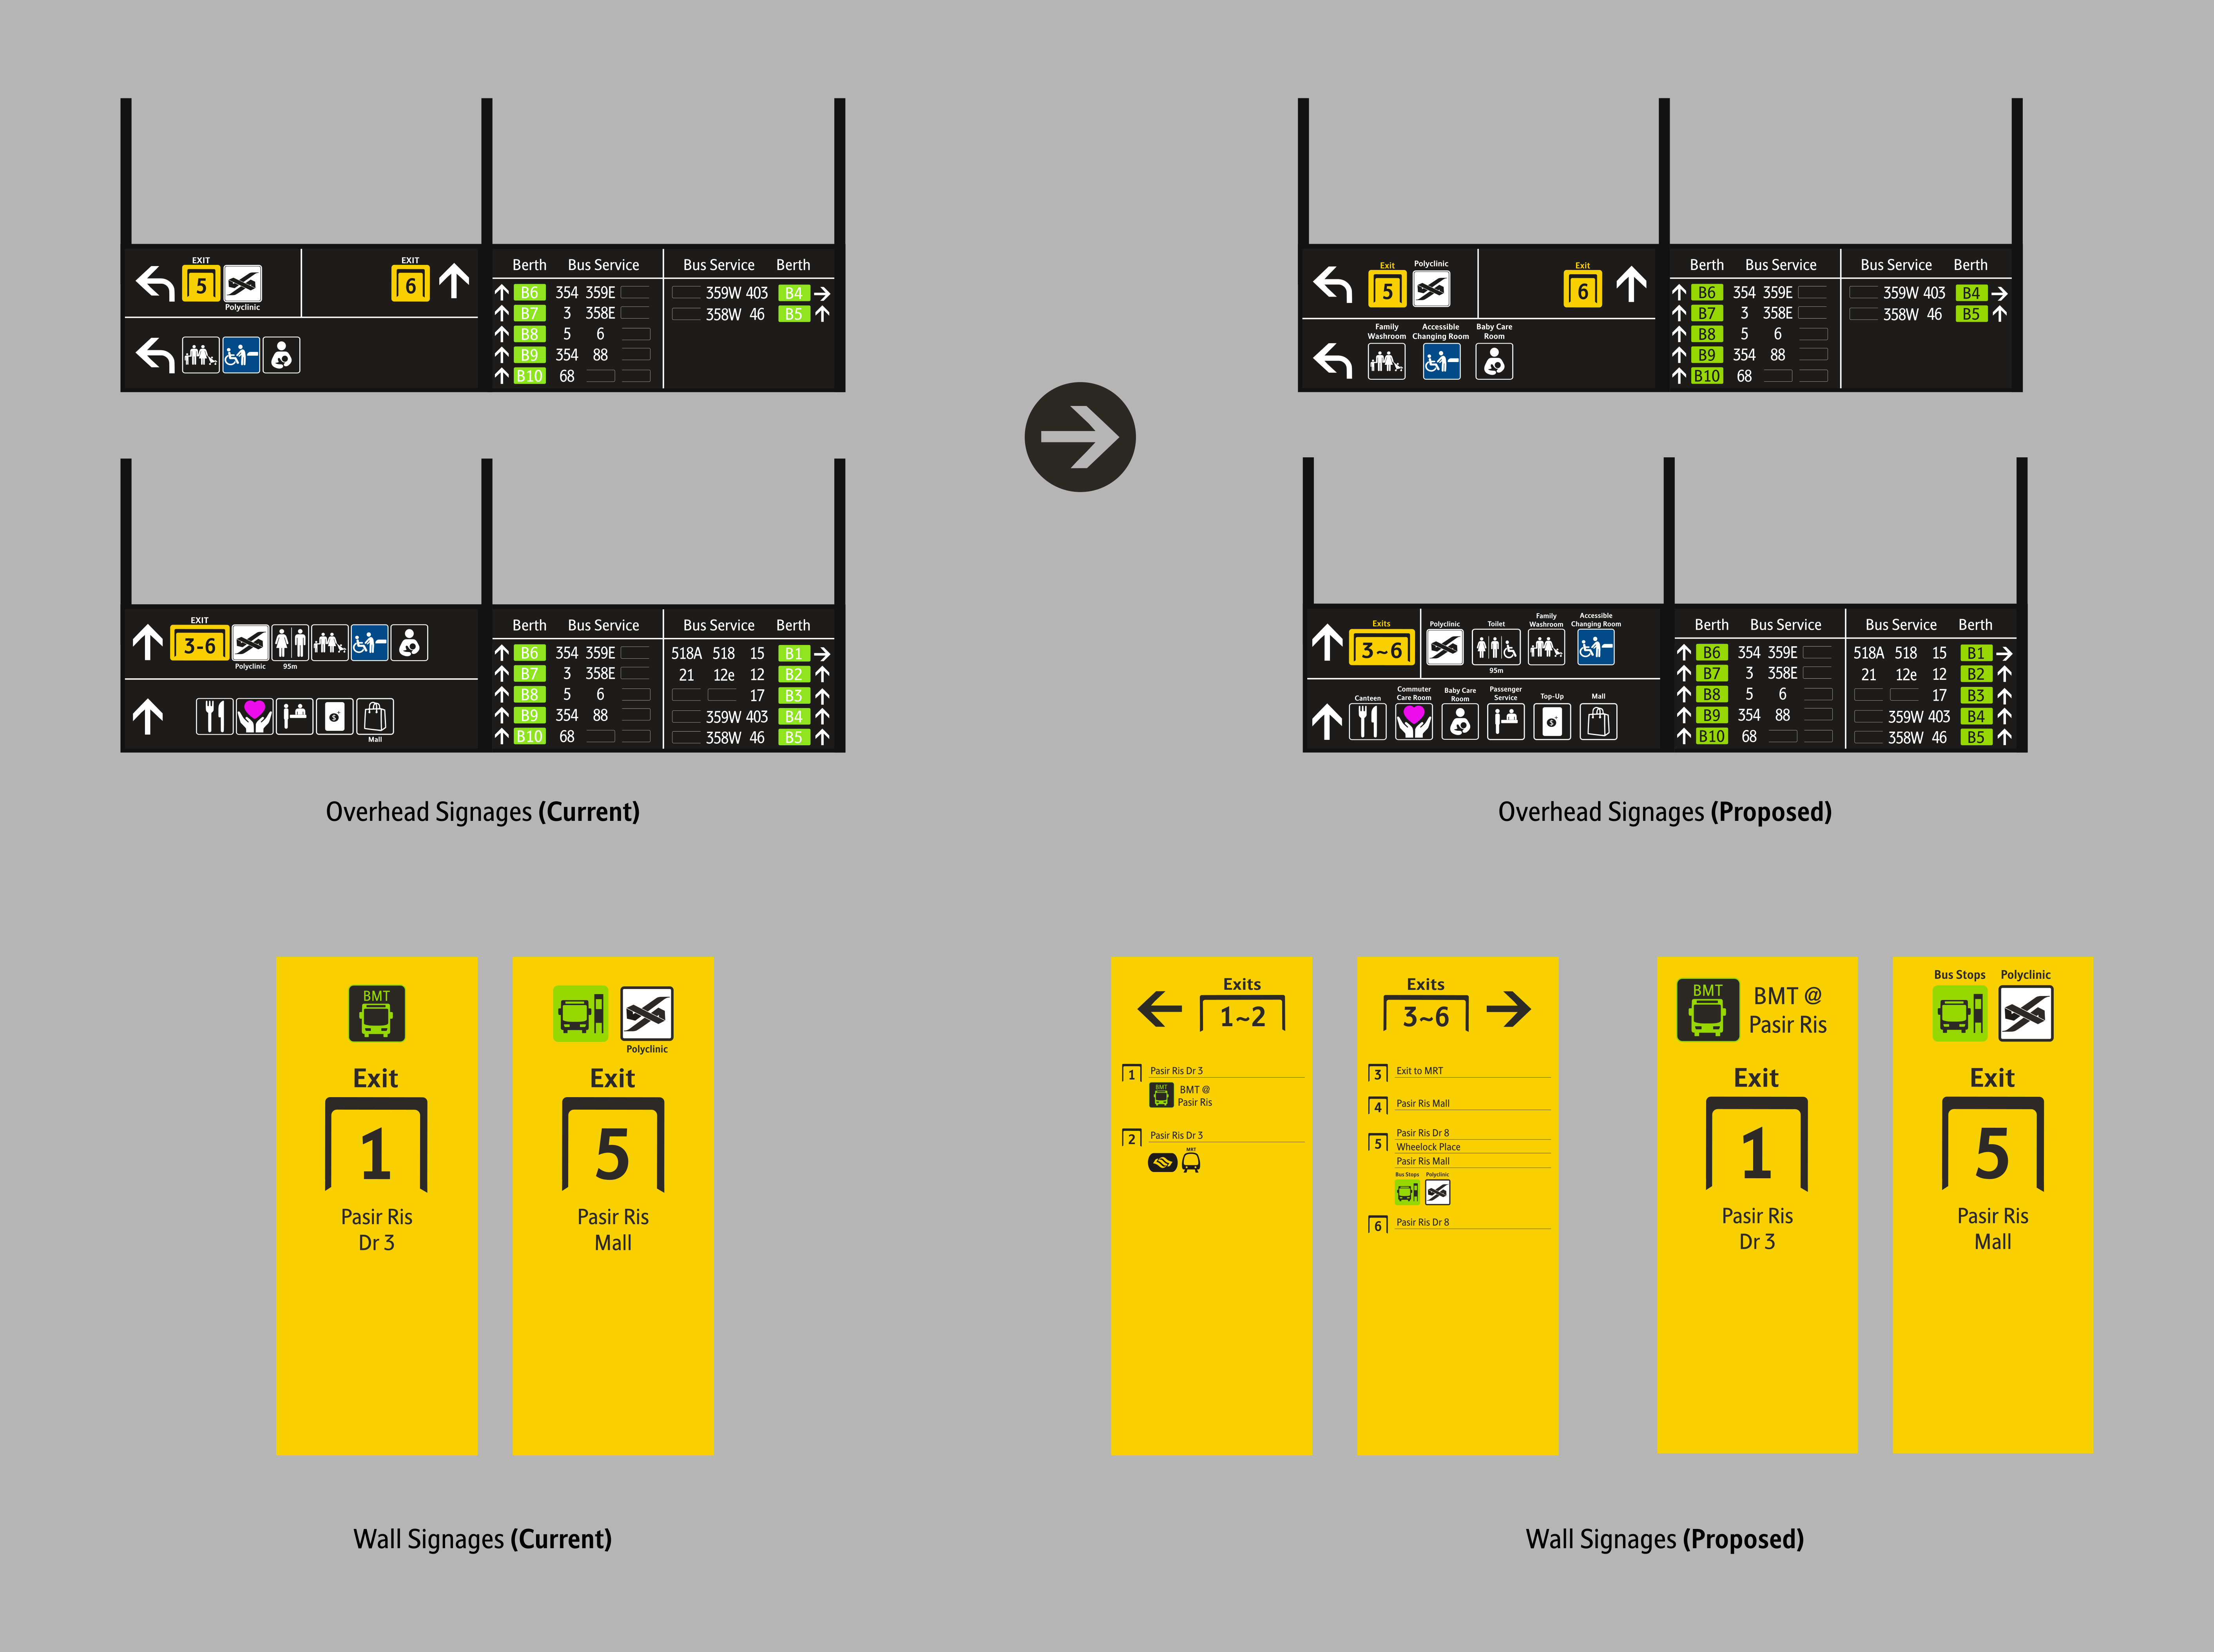 EXIT
5
Polyclinic
EXIT
6
Berth Bus Service
B6 354 359E
B7 3 358E
B8 5 6
B9 354 88
B10 68
Bus Service Berth
359W 403 B4
358W 46 B5
Exit
5
Polyclinic
Exit
6
Family
Washroom
Accessible
Changing Room
Baby Care
Room
Berth Bus Service
B6 354 359E
B7 3 358E
B8 5 6
B9 354 88
B10 68
Bus Service Berth
359W 403 B4
358W 46 B5
EXIT
3-6
Polyclinic
95m
$
Mall
Berth Bus Service
B6 354 359E
B7 3 358E
B8 5 6
B9 354 88
B10 68
Bus Service Berth
518A 518 15 B1
21 12e 12 B2
17 B3
359W 403 B4
358W 46 B5
Exits
3~6
Polyclinic
Toilet
95m
Family
Washroom
Accessible
Changing Room
Canteen
Commuter
Care Room
Baby Care
Room
Passenger
Service
Top-Up
$
Mall
Berth Bus Service
B6 354 359E
B7 3 358E
B8 5 6
B9 354 88
B10 68
Bus Service Berth
518A 518 15 B1
21 12e 12 B2
17 B3
359W 403 B4
358W 46 B5
Overhead Signages (Current)
Overhead Signages (Proposed)
BMT
Exit
1
Pasir Ris
Dr 3
Polyclinic
Exit
5
Pasir Ris
Mall
Exits
1~2
1 Pasir Ris Dr 3
BMT
BMT @
Pasir Ris
2 Pasir Ris Dr 3
MRT
Exits
3~6
3 Exit to MRT
4 Pasir Ris Mall
5 Pasir Ris Dr 8
Wheelock Place
Pasir Ris Mall
Bus Stops Polyclinic
6 Pasir Ris Dr 8
BMT
BMT @
Pasir Ris
Exit
1
Pasir Ris
Dr 3
Bus Stops Polyclinic
Exit
5
Pasir Ris
Mall
Wall Signages (Current)
Wall Signages (Proposed)